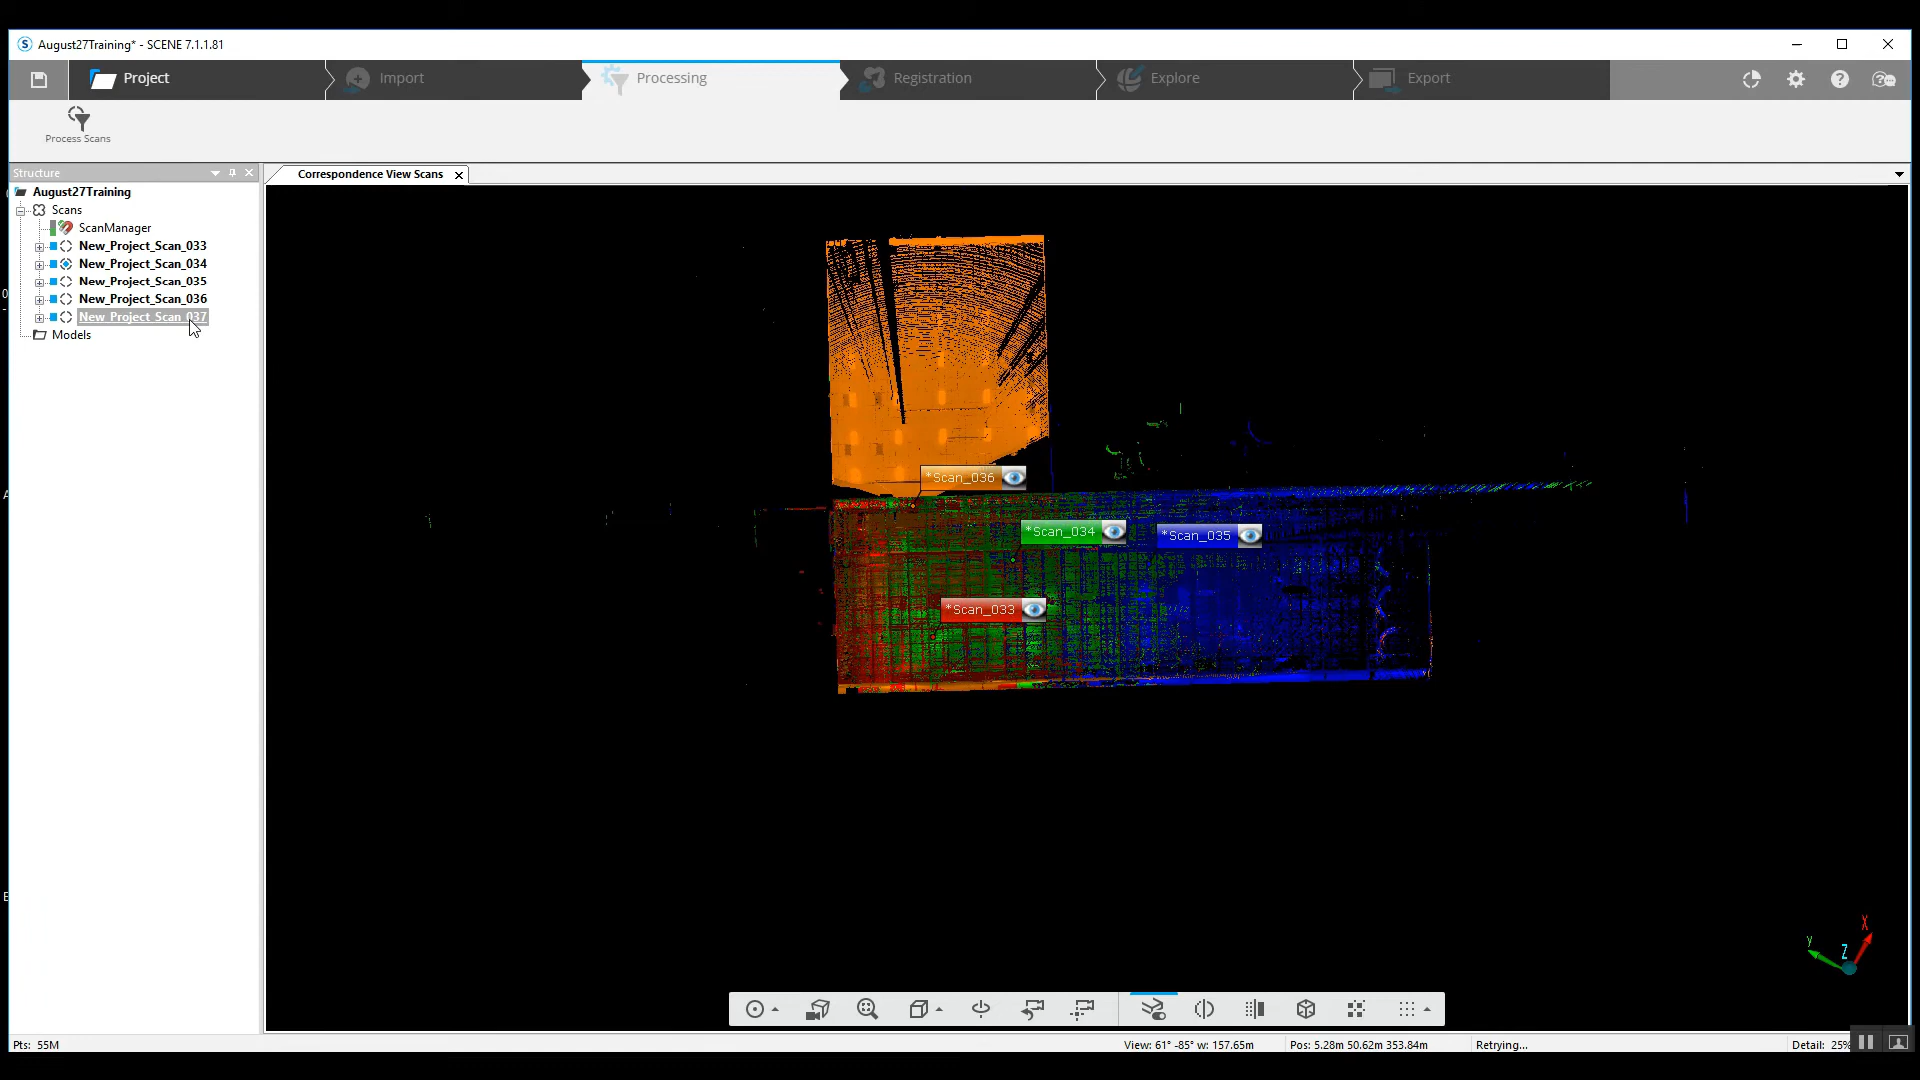 August27Training* - SCENE 7.1.1.81
Project
Import
Processing
Registration
Explore
Export
Process Scans
Structure
August27Training
Scans
ScanManager
New_Project_Scan_033
New_Project_Scan_034
New_Project_Scan_035
New_Project_Scan_036
New_Project_Scan_037
Models
Correspondence View Scans
*Scan_036
*Scan_034
*Scan_035
*Scan_033
X
y
Z
Pts: 55M
View: 61° -85° w: 157.65m
Pos: 5.28m 50.62m 353.84m
Retrying...
Detail: 25%